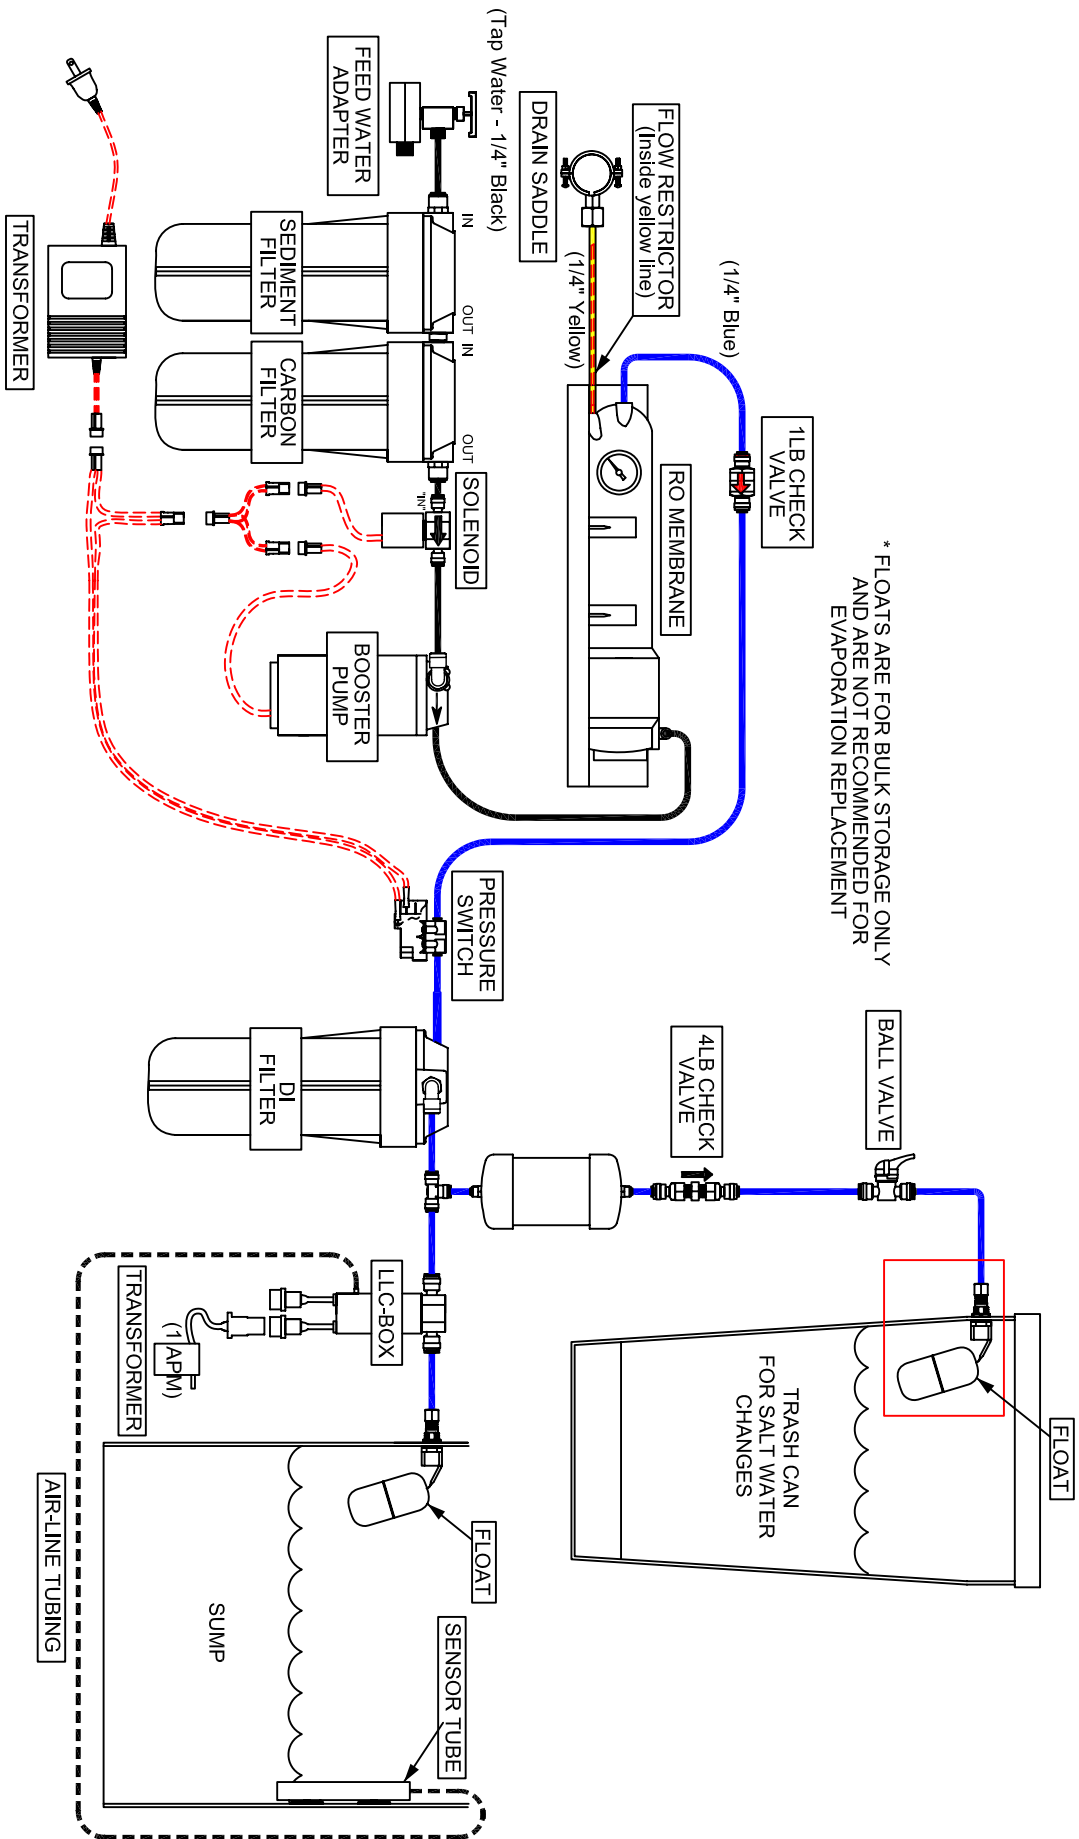 * FLOATS ARE FOR BULK STORAGE ONLY
AND ARE NOT RECOMMENDED FOR
EVAPORATION REPLACEMENT
FLOAT
BALL VALVE
4LB CHECK
VALVE
TRASH CAN
FOR SALT WATER
CHANGES
1LB CHECK
VALVE
(1/4" Blue)
FLOW RESTRICTOR
(Inside yellow line)
RO MEMBRANE
DRAIN SADDLE
(1/4" Yellow)
(Tap Water - 1/4" Black)
FEED WATER
ADAPTER
IN
OUT
IN
OUT
"IN"
SOLENOID
SEDIMENT
FILTER
CARBON
FILTER
BOOSTER
PUMP
PRESSURE
SWITCH
DI
FILTER
LLC-BOX
FLOAT
SENSOR TUBE
SUMP
TRANSFORMER
TRANSFORMER
(1 APM)
AIR-LINE TUBING